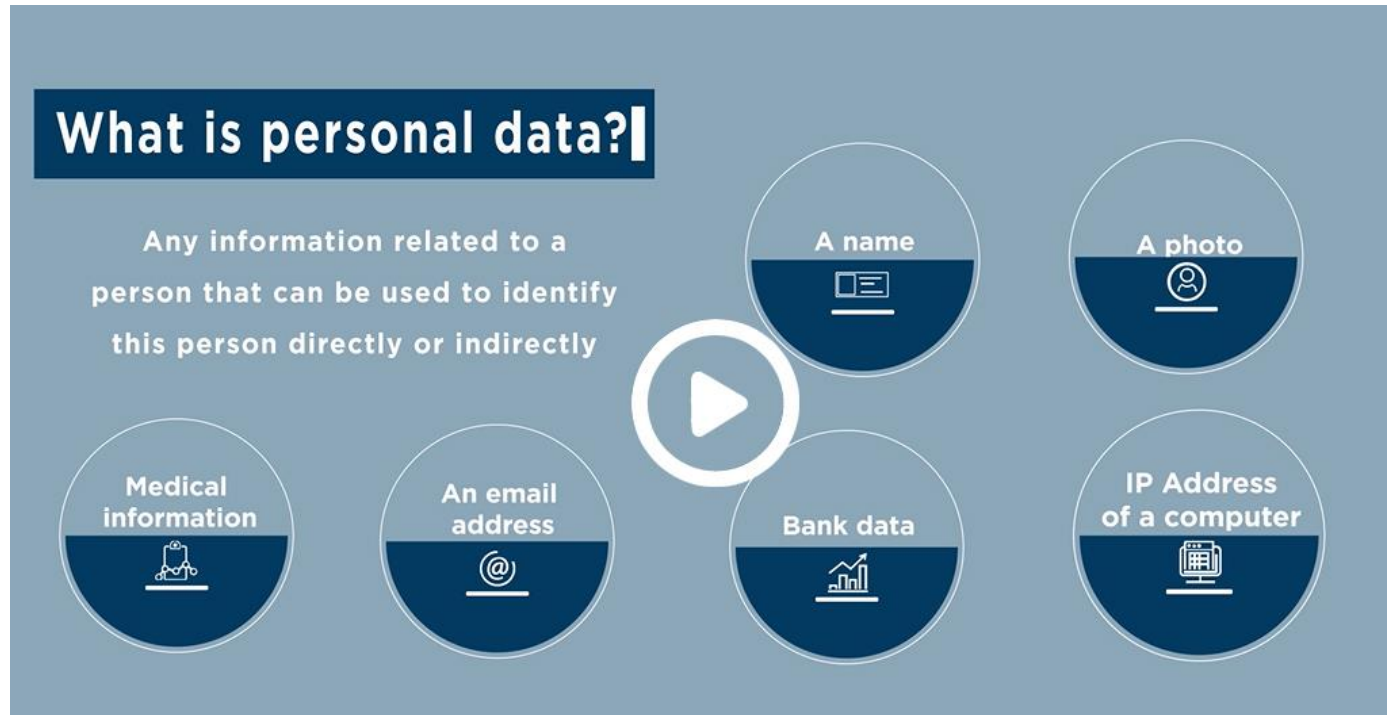 What is personal data?
Any information related to a
person that can be used to identify
this person directly or indirectly
A name
A photo
Medical
information
An email
address
@
Bank data
IP Address
of a computer